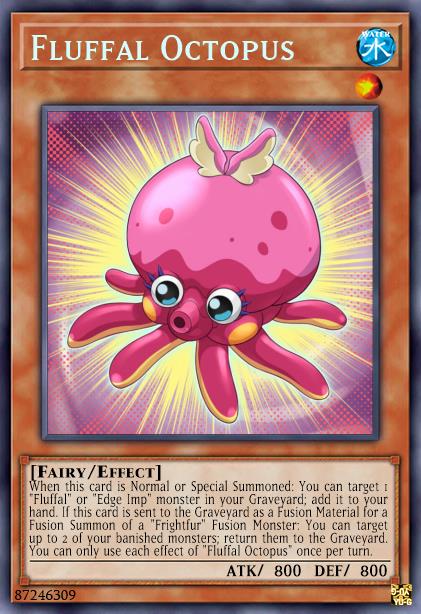 Fluffal Octopus
WATER
水
[Fairy/Effect]
When this card is Normal or Special Summoned: You can target 1
"Fluffal" or "Edge Imp" monster in your Graveyard; add it to your
hand. If this card is sent to the Graveyard as a Fusion Material for a
Fusion Summon of a "Frightfur" Fusion Monster: You can target
up to 2 of your banished monsters; return them to the Graveyard.
You can only use each effect of "Fluffal Octopus" once per turn.
ATK/ 800 DEF/ 800
87246309